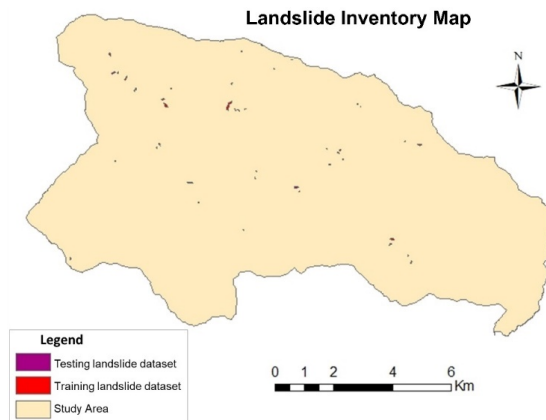 Landslide Inventory Map
N
Legend
Testing landslide dataset
Training landslide dataset
Study Area
0 1 2 4 6
Km